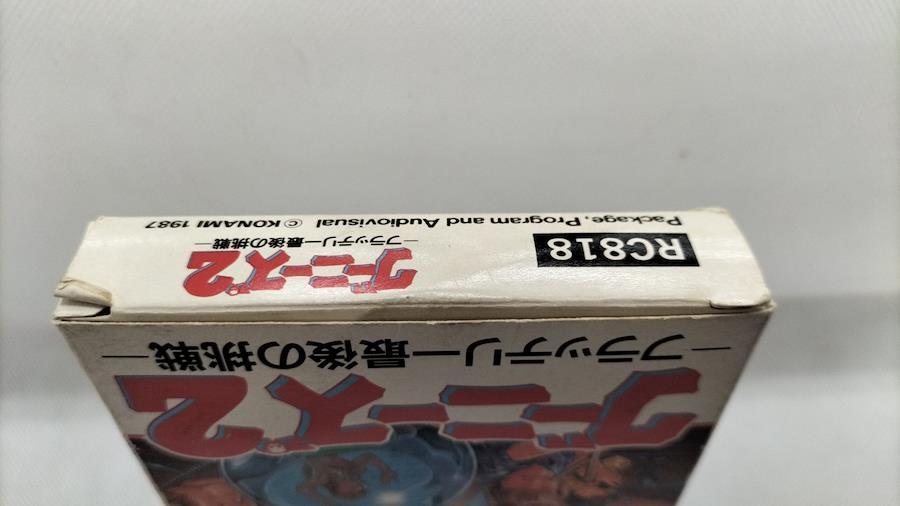 RC818
Package, Program and Audiovisual © KONAMI 1987
グーニーズ2
―フラッテリー最後の挑戦―
グーニーズ2
―フラッテリー最後の挑戦―